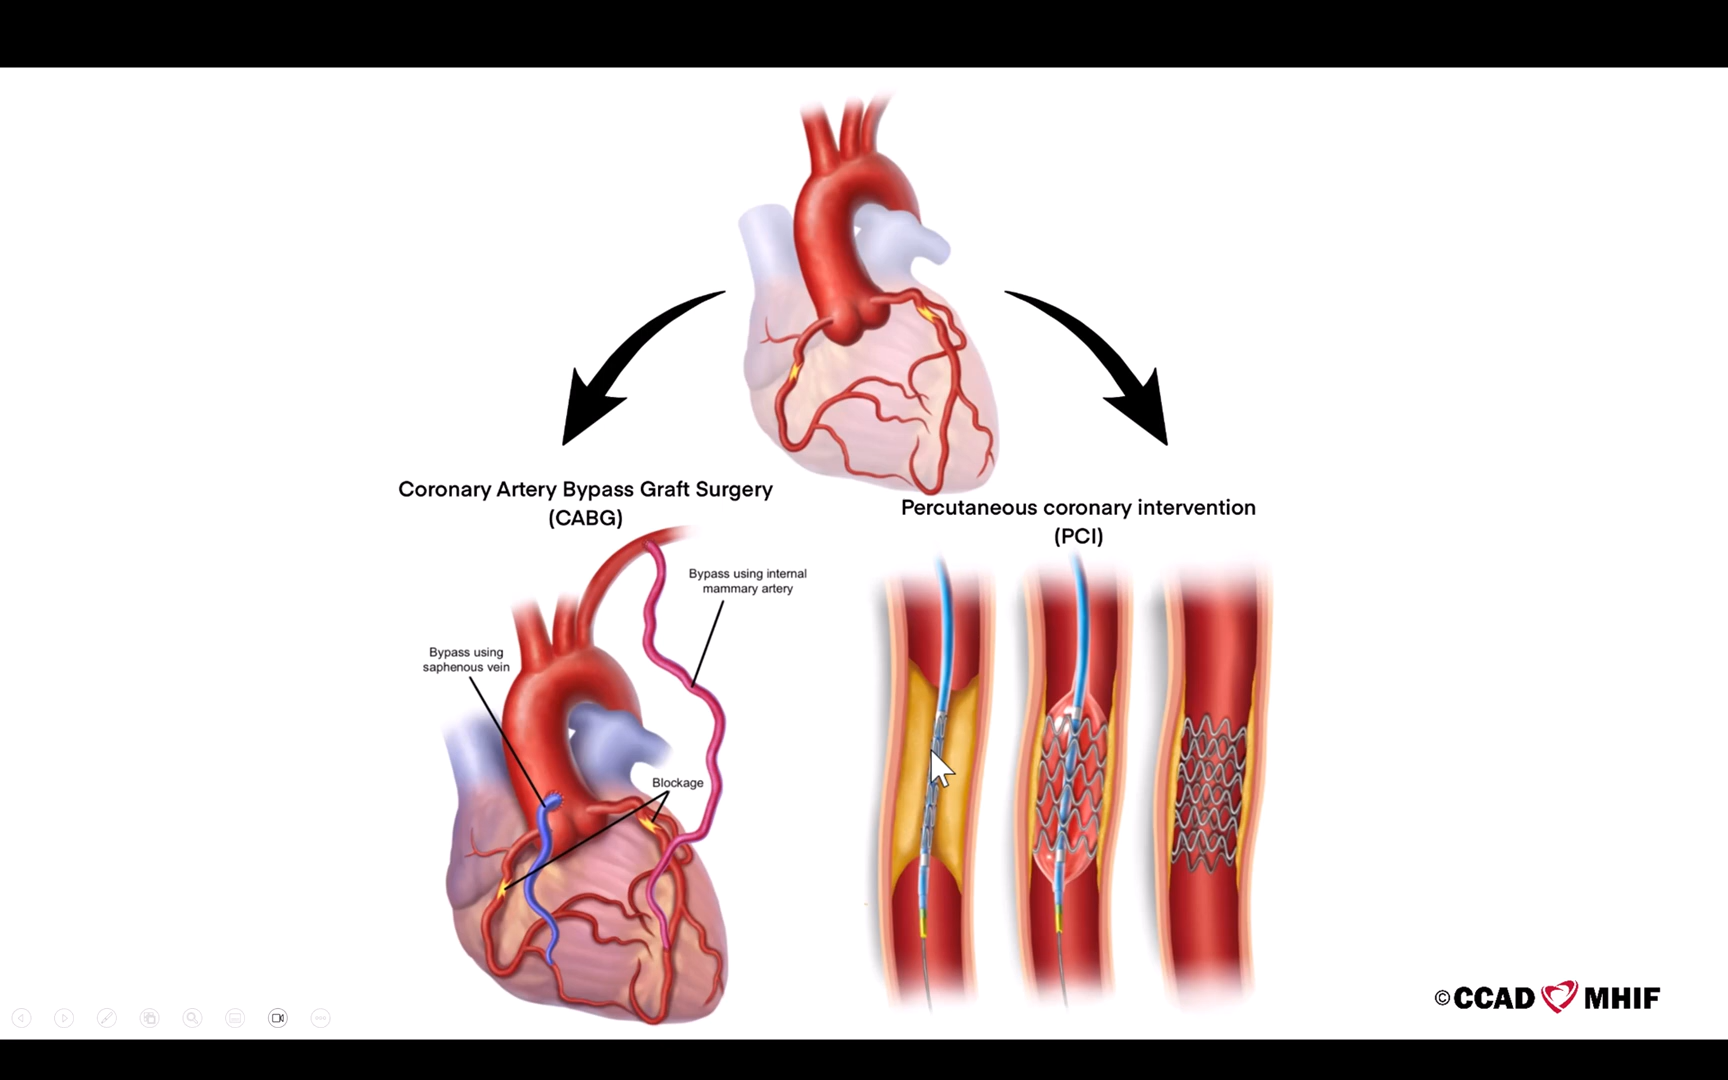 Coronary Artery Bypass Graft Surgery
(CABG)
Percutaneous coronary intervention
(PCI)
Bypass using internal
mammary artery
Bypass using
saphenous vein
Blockage
© CCAD MHIF